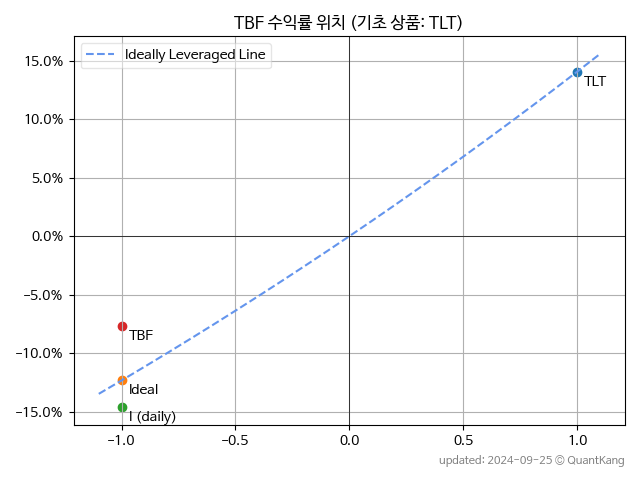 TBF 수익률 위치 (기초 상품: TLT)
Ideally Leveraged Line
15.0%
10.0%
5.0%
0.0%
−5.0%
−10.0%
−15.0%
TLT
TBF
Ideal
I (daily)
−1.0
−0.5
0.0
0.5
1.0
updated: 2024-09-25 © QuantKang